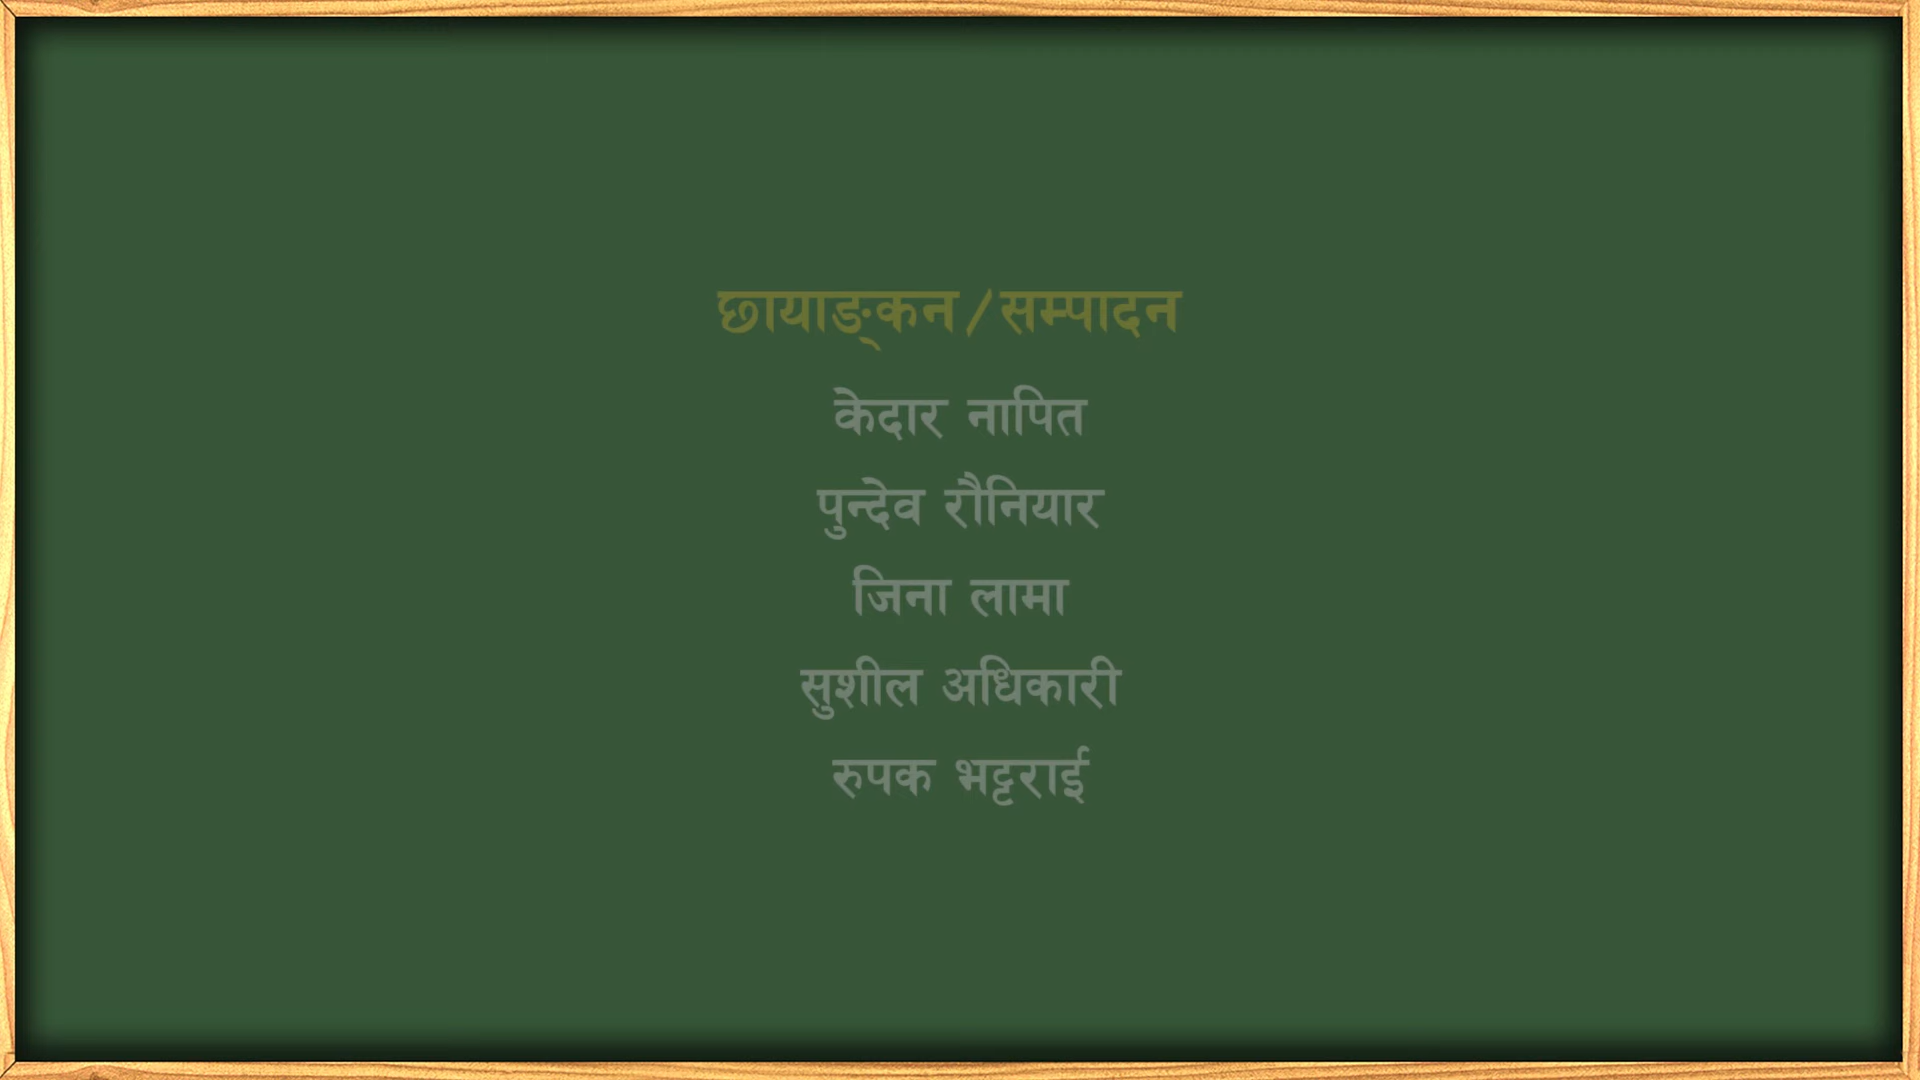 छायाङ्कन/सम्पादन
केदार नापित
पुन्देव रौनियार
जिना लामा
सुशील अधिकारी
रुपक भट्टराई